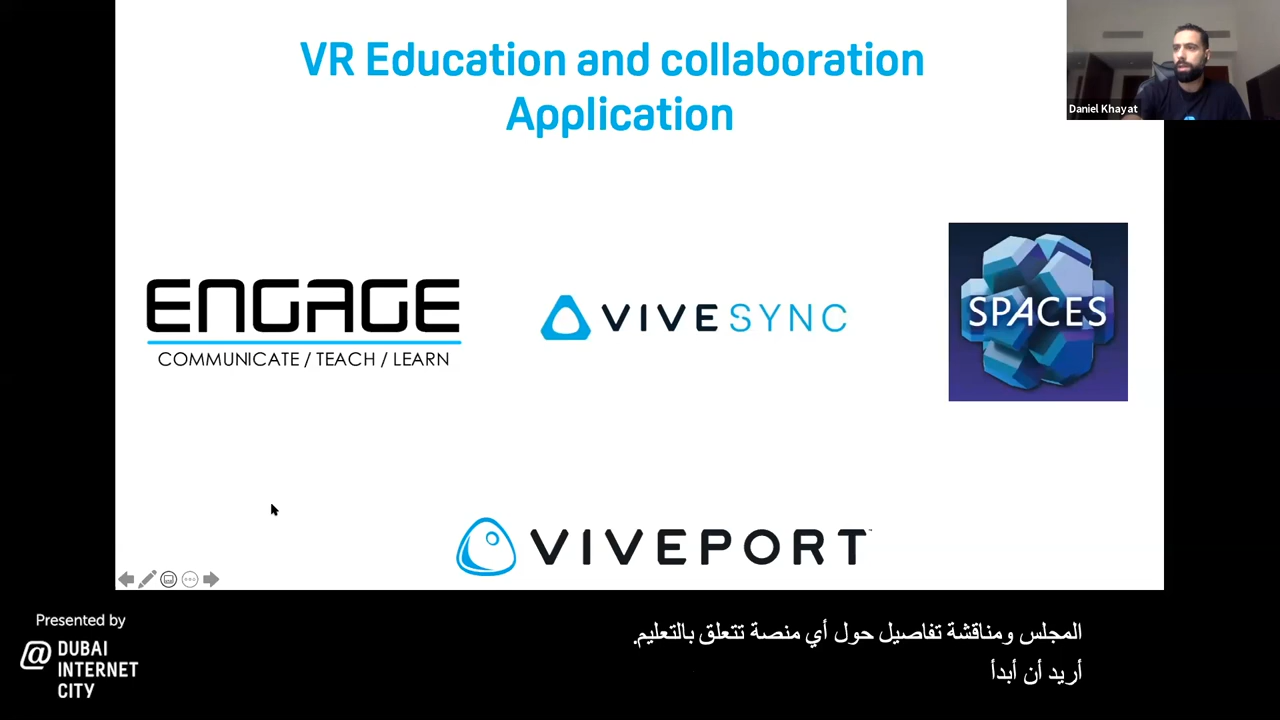 VR Education and collaboration
Application
Daniel Khayat
ENGAGE
COMMUNICATE / TEACH / LEARN
VIVE SYNC
SPACES
VIVEPORT™
Presented by
@ DUBAI
INTERNET
CITY
المجلس ومناقشة تفاصيل حول أي منصة تتعلق بالتعليم.
أريد أن أبدأ